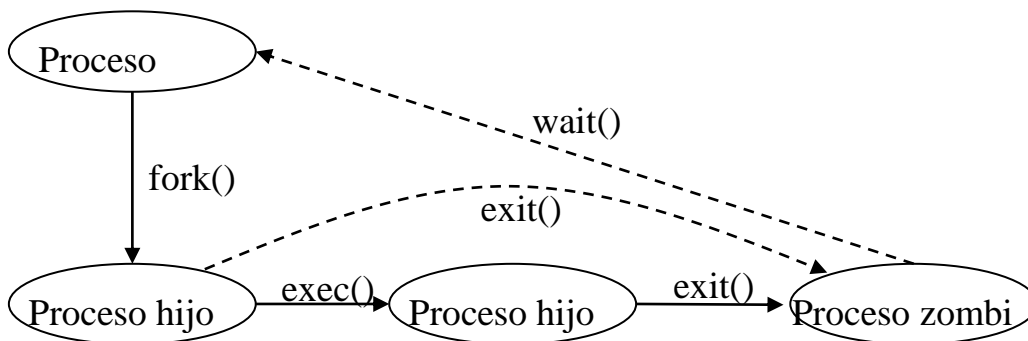 Proceso
wait()
fork()
exit()
Proceso hijo
exec()
Proceso hijo
exit()
Proceso zombi